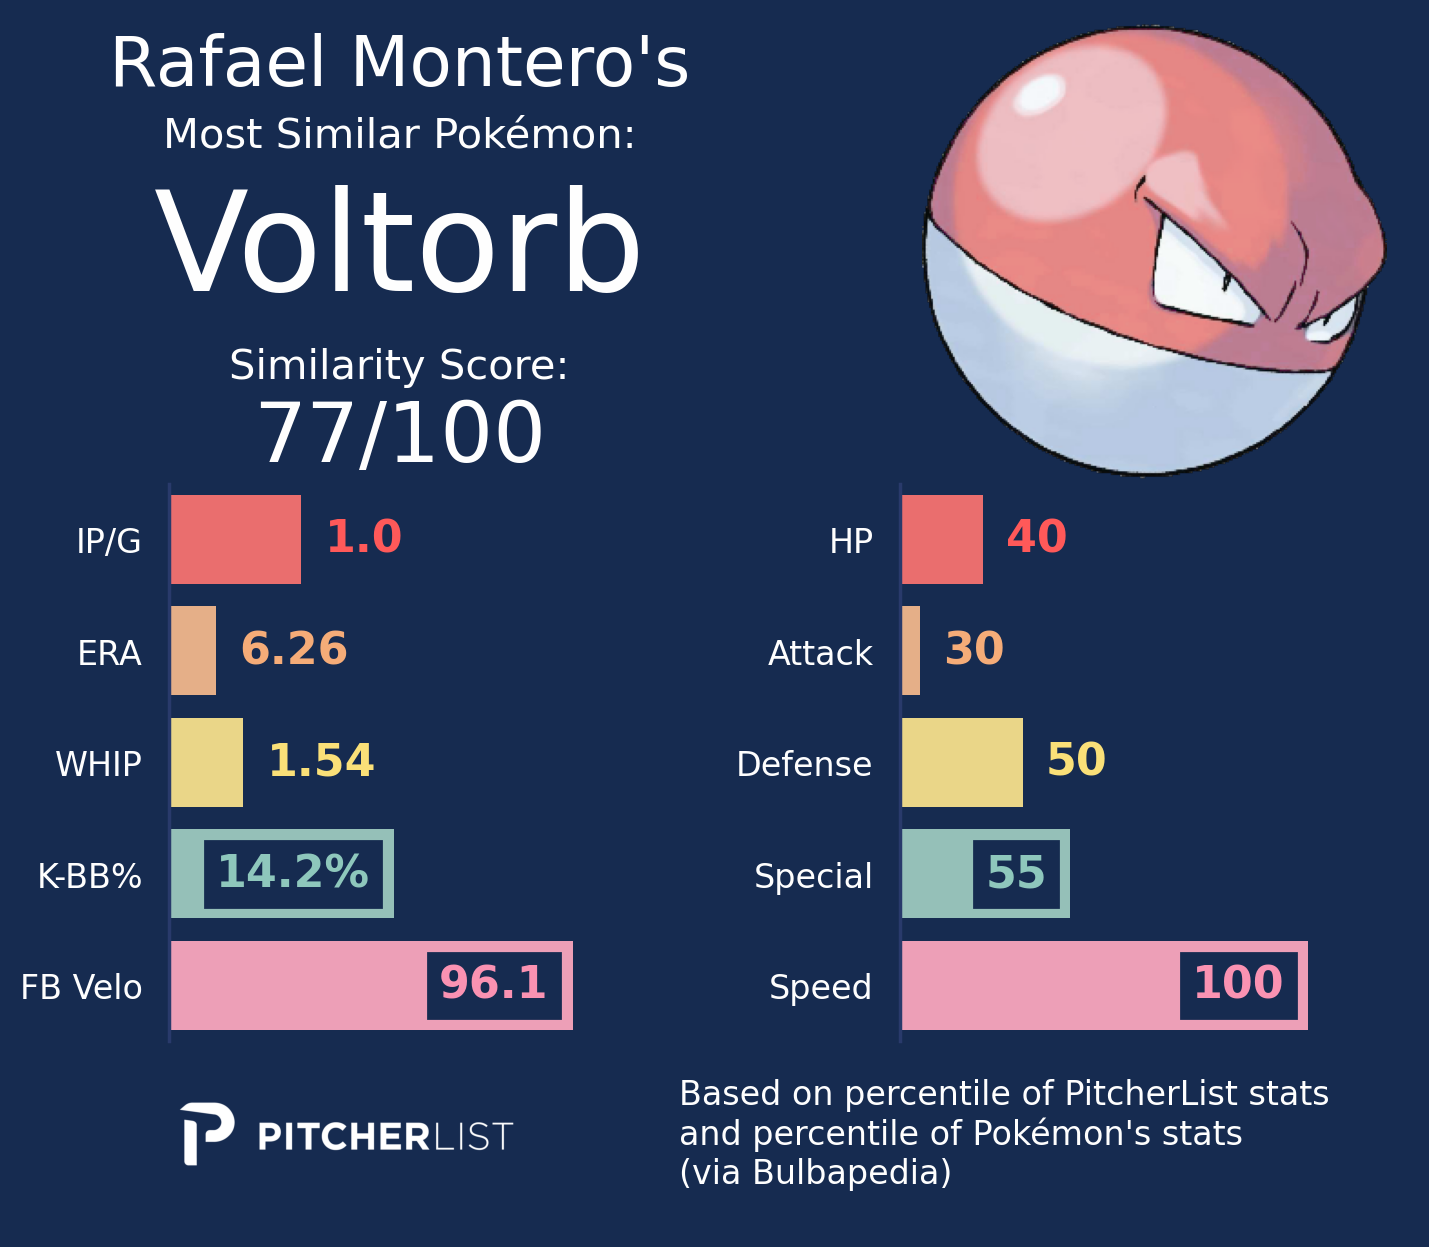 Rafael Montero's
Most Similar Pokémon:
Voltorb
Similarity Score:
77/100
IP/G 1.0
ERA 6.26
WHIP 1.54
K-BB% 14.2%
FB Velo 96.1
HP 40
Attack 30
Defense 50
Special 55
Speed 100
PITCHERLIST
Based on percentile of PitcherList stats
and percentile of Pokémon's stats
(via Bulbapedia)